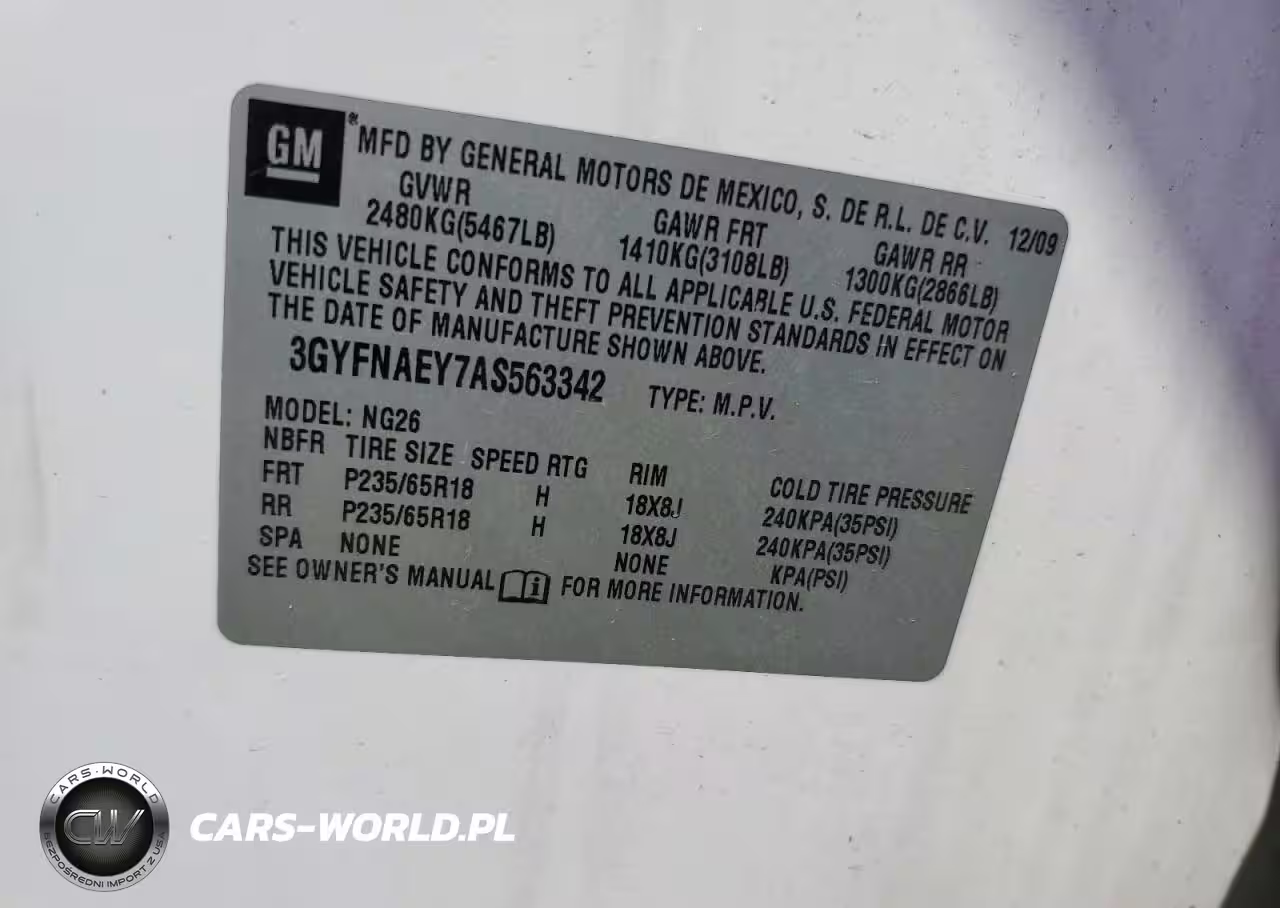 GM® MFD BY GENERAL MOTORS DE MEXICO, S. DE R.L. DE C.V. 12/09
GVWR GAWR FRT GAWR RR
2480KG(5467LB) 1410KG(3108LB) 1300KG(2866LB)
THIS VEHICLE CONFORMS TO ALL APPLICABLE U.S. FEDERAL MOTOR
VEHICLE SAFETY AND THEFT PREVENTION STANDARDS IN EFFECT ON
THE DATE OF MANUFACTURE SHOWN ABOVE.
3GYFNAEY7AS563342 TYPE: M.P.V.
MODEL: NG26
NBFR TIRE SIZE SPEED RTG RIM COLD TIRE PRESSURE
FRT P235/65R18 H 18X8J 240KPA(35PSI)
RR P235/65R18 H 18X8J 240KPA(35PSI)
SPA NONE NONE KPA(PSI)
SEE OWNER'S MANUAL i FOR MORE INFORMATION.
CARS-WORLD
CW
BEZPOŚREDNI IMPORT Z USA
CARS-WORLD.PL